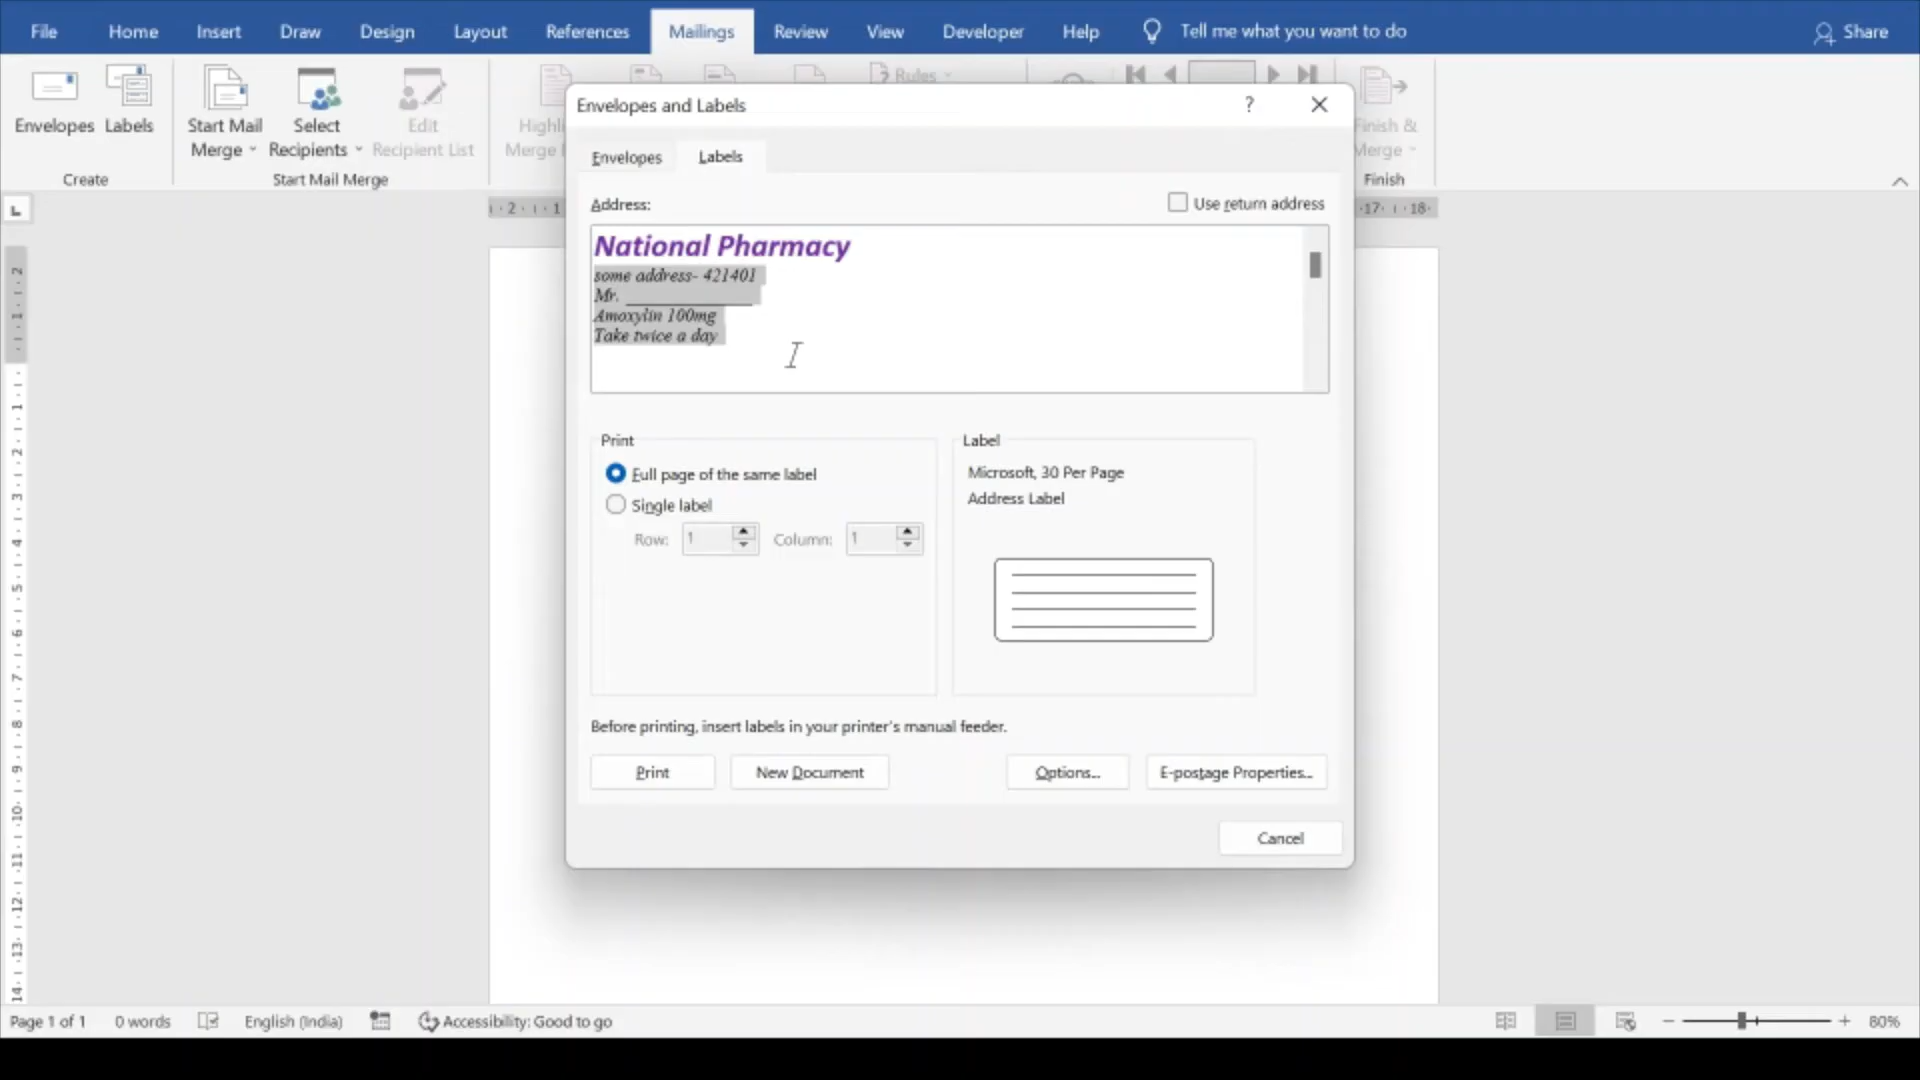 File Home Insert Draw Design Layout References Mailings Review View Developer Help Tell me what you want to do Share
Rules
Envelopes Labels Start Mail Merge Select Recipients Edit Recipient List
Finish & Merge
Create Start Mail Merge Finish
Envelopes and Labels ?
Envelopes Labels
Address: Use return address
National Pharmacy
some address- 421401
Mr. _______________
Amoxylin 100mg
Take twice a day
Print Label
Full page of the same label Microsoft, 30 Per Page
Single label Address Label
Row: 1 Column: 1
Before printing, insert labels in your printer's manual feeder.
Print New Document Options... E-postage Properties...
Cancel
Page 1 of 1 0 words English (India) Accessibility: Good to go 80%